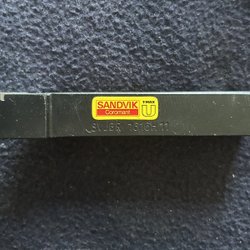 SANDVIK
Coromant
T-MAX
U
SVJBR 1616H 11